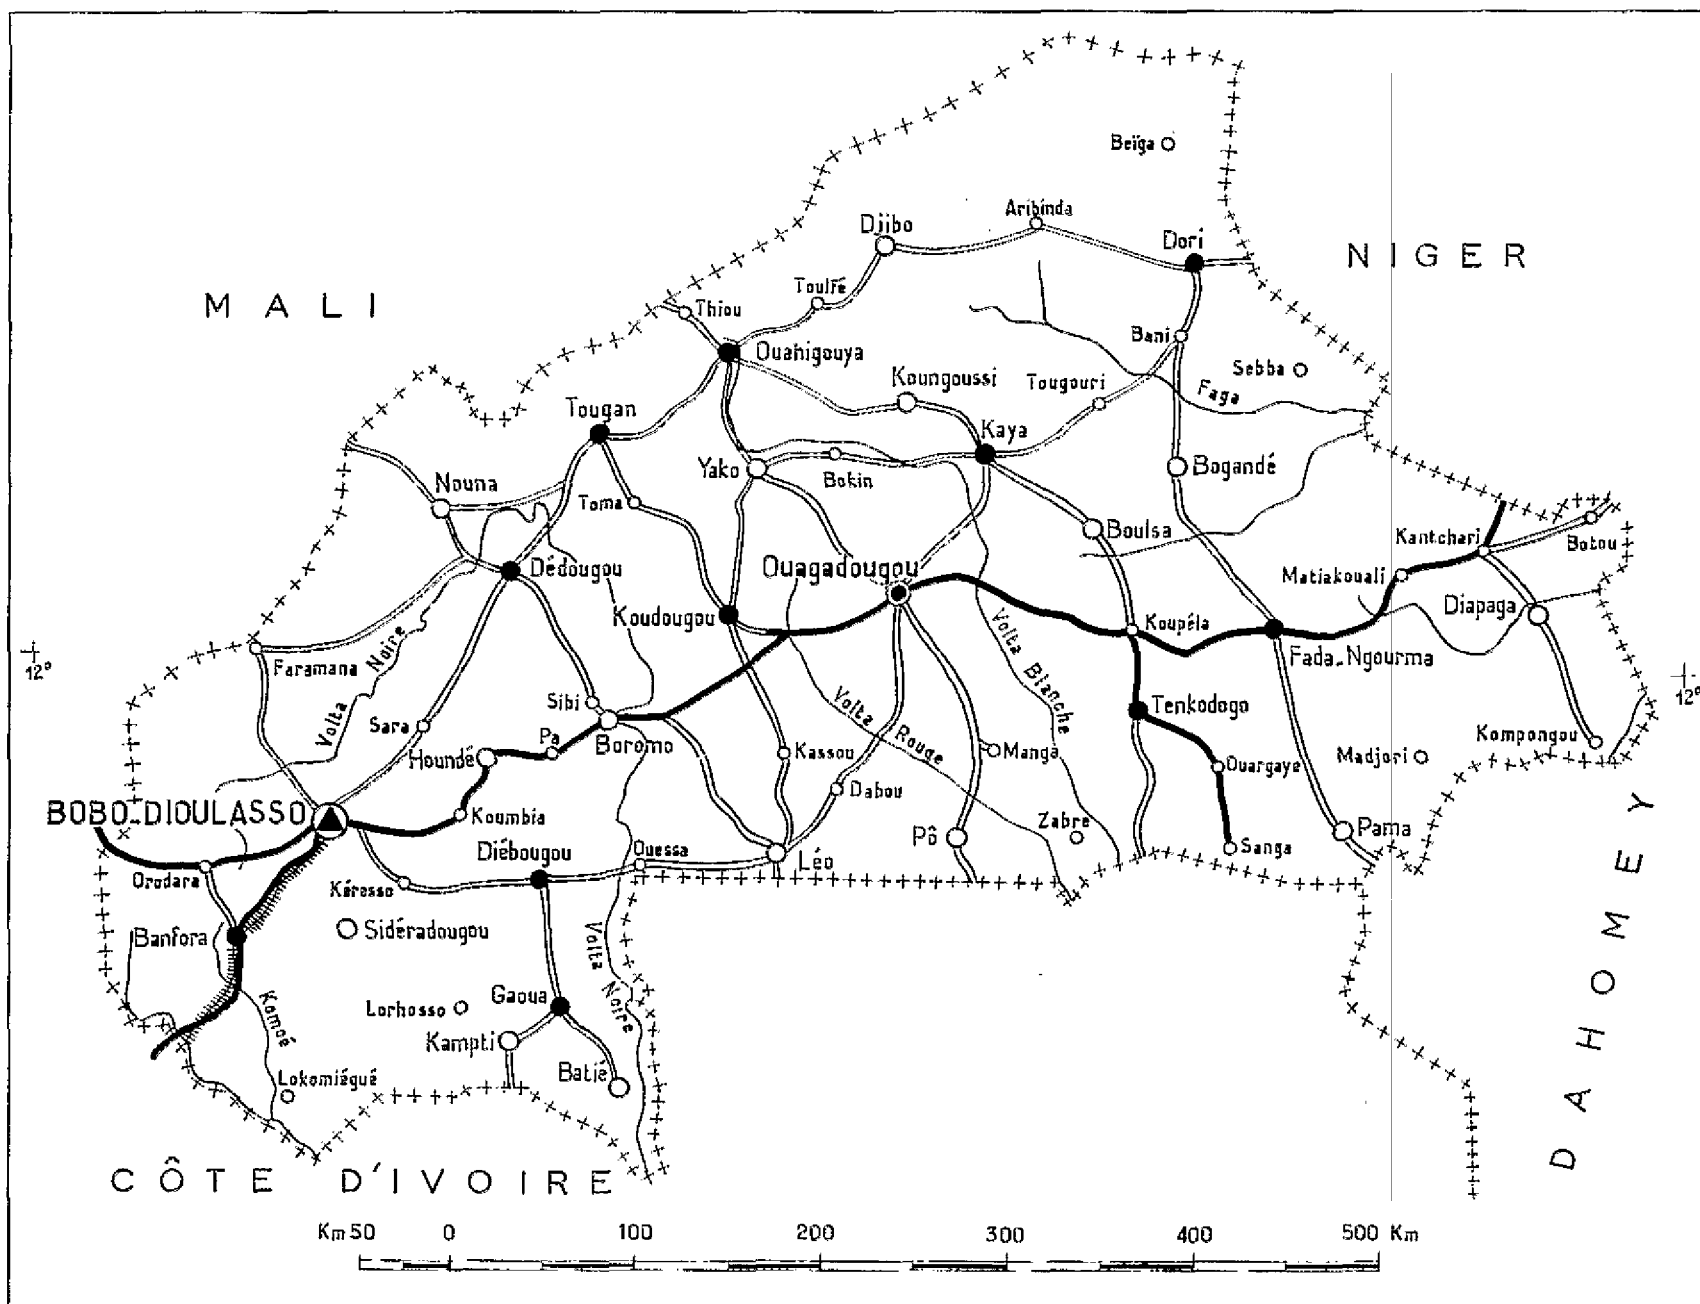 Beïga
Aribinda
Djibo
Dori
NIGER
MALI
Toulfé
Thiou
Bani
Ouahigouya
Koungoussi
Tougouri
Sebba
Faga
Tougan
Kaya
Yako
Bokin
Bogandé
Nouna
Toma
Boulsa
Kantchari
Botou
Dédougou
Ouagadougou
Matiakouali
Diapaga
Koudougou
Koupéla
12°
Faramana
Volta Noire
Volta Blanche
Fada-Ngourma
12°
Sibi
Volta Rouge
Tenkodogo
Sara
Pa
Boromo
Houndé
Kassou
Manga
Ouargaye
Madjori
Kompongou
Dabou
BOBO-DIOULASSO
Koumbia
Pô
Zabre
Pama
Diébougou
Ouessa
Léo
Sanga
Orodara
Kéresso
Banfora
Sidéradougou
Volta Noire
DAHOMEY
Lorhosso
Gaoua
Komoé
Kampti
Batié
Lokomiégué
CÔTE D'IVOIRE
Km 50 0 100 200 300 400 500 Km